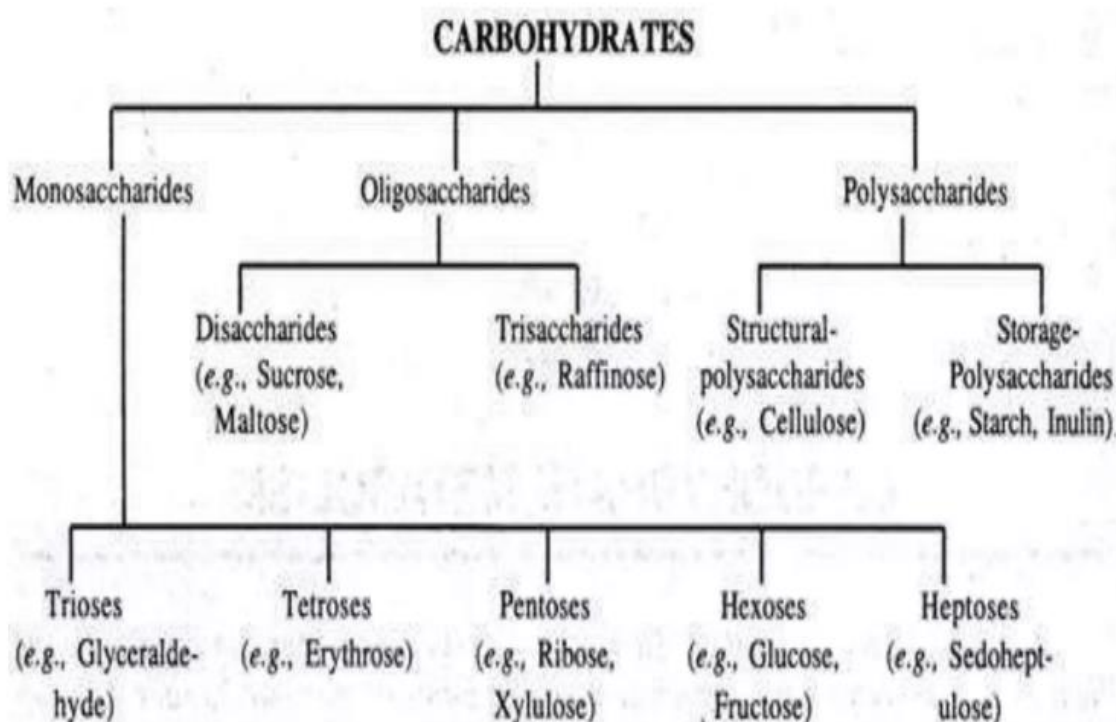 CARBOHYDRATES
Monosaccharides
Oligosaccharides
Polysaccharides
Disaccharides
(e.g., Sucrose,
Maltose)
Trisaccharides
(e.g., Raffinose)
Structural-
polysaccharides
(e.g., Cellulose)
Storage-
Polysaccharides
(e.g., Starch, Inulin)
Trioses
(e.g., Glyceralde-
hyde)
Tetroses
(e.g., Erythrose)
Pentoses
(e.g., Ribose,
Xylulose)
Hexoses
(e.g., Glucose,
Fructose)
Heptoses
(e.g., Sedohept-
ulose)